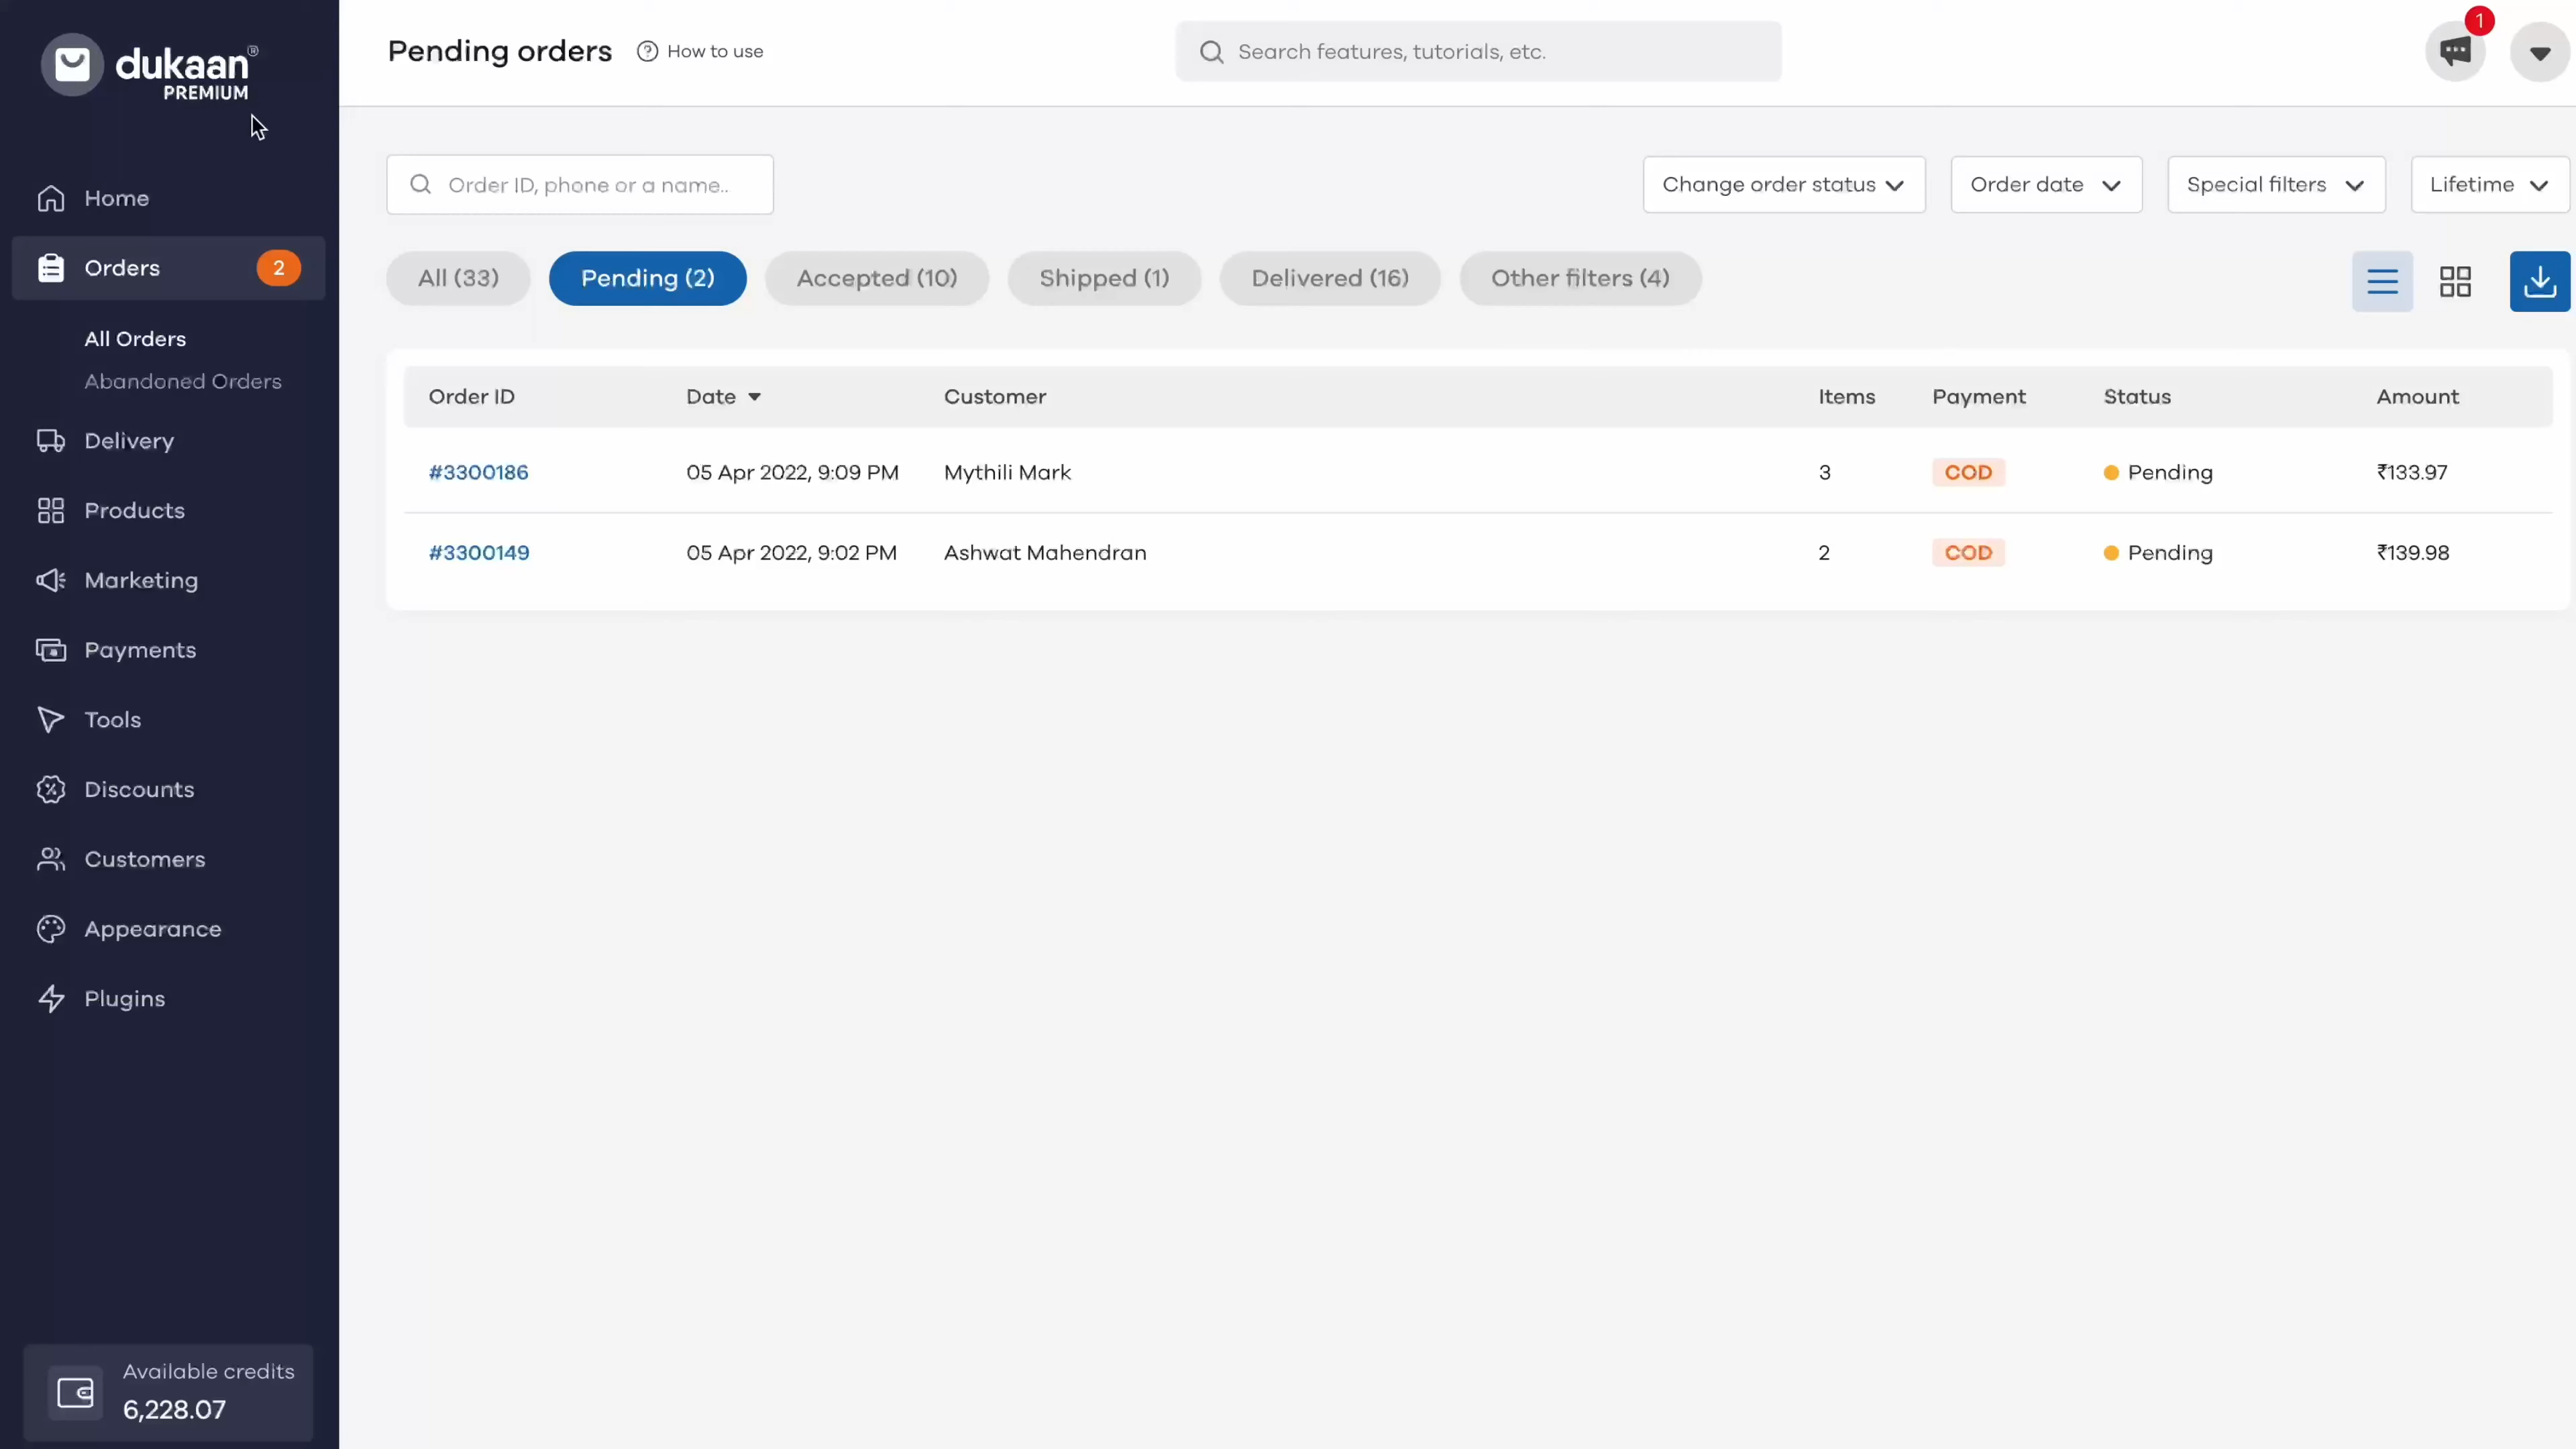 dukaan®
PREMIUM
Home
Orders 2
All Orders
Abandoned Orders
Delivery
Products
Marketing
Payments
Tools
Discounts
Customers
Appearance
Plugins
Available credits
6,228.07
Pending orders ? How to use
Search features, tutorials, etc.
1
Order ID, phone or a name..
Change order status
Order date
Special filters
Lifetime
All (33)
Pending (2)
Accepted (10)
Shipped (1)
Delivered (16)
Other filters (4)
Order ID Date Customer Items Payment Status Amount
#3300186 05 Apr 2022, 9:09 PM Mythili Mark 3 COD Pending ₹133.97
#3300149 05 Apr 2022, 9:02 PM Ashwat Mahendran 2 COD Pending ₹139.98